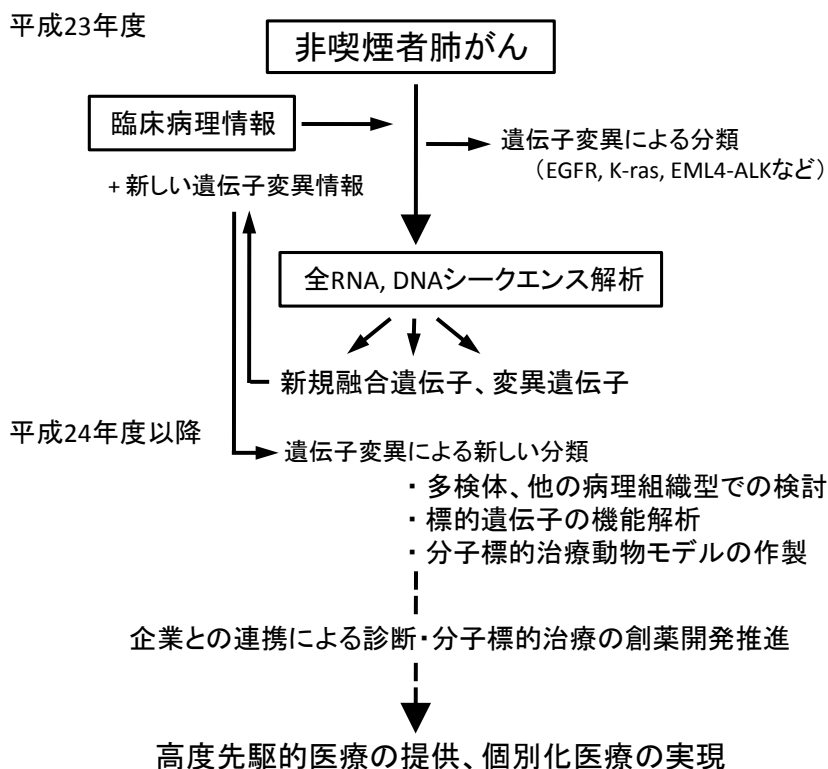 平成23年度
非喫煙者肺がん
臨床病理情報
遺伝子変異による分類
（EGFR, K-ras, EML4-ALKなど）
+ 新しい遺伝子変異情報
全RNA, DNAシークエンス解析
新規融合遺伝子、変異遺伝子
平成24年度以降
遺伝子変異による新しい分類
・多検体、他の病理組織型での検討
・標的遺伝子の機能解析
・分子標的治療動物モデルの作製
企業との連携による診断・分子標的治療の創薬開発推進
高度先駆的医療の提供、個別化医療の実現